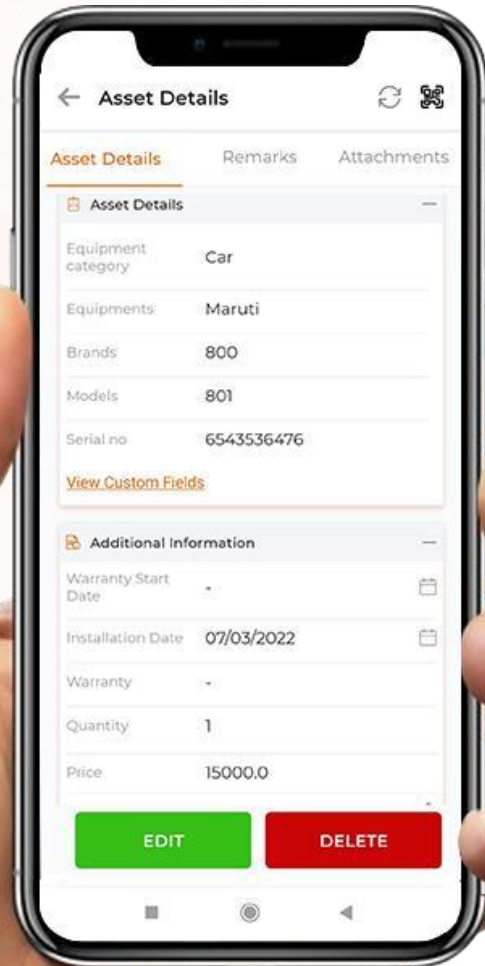 Asset Details
Asset Details Remarks Attachments
Asset Details
Equipment
category Car
Equipments Maruti
Brands 800
Models 801
Serial no 6543536476
View Custom Fields
Additional Information
Warranty Start
Date -
Installation Date 07/03/2022
Warranty -
Quantity 1
Price 15000.0
EDIT DELETE